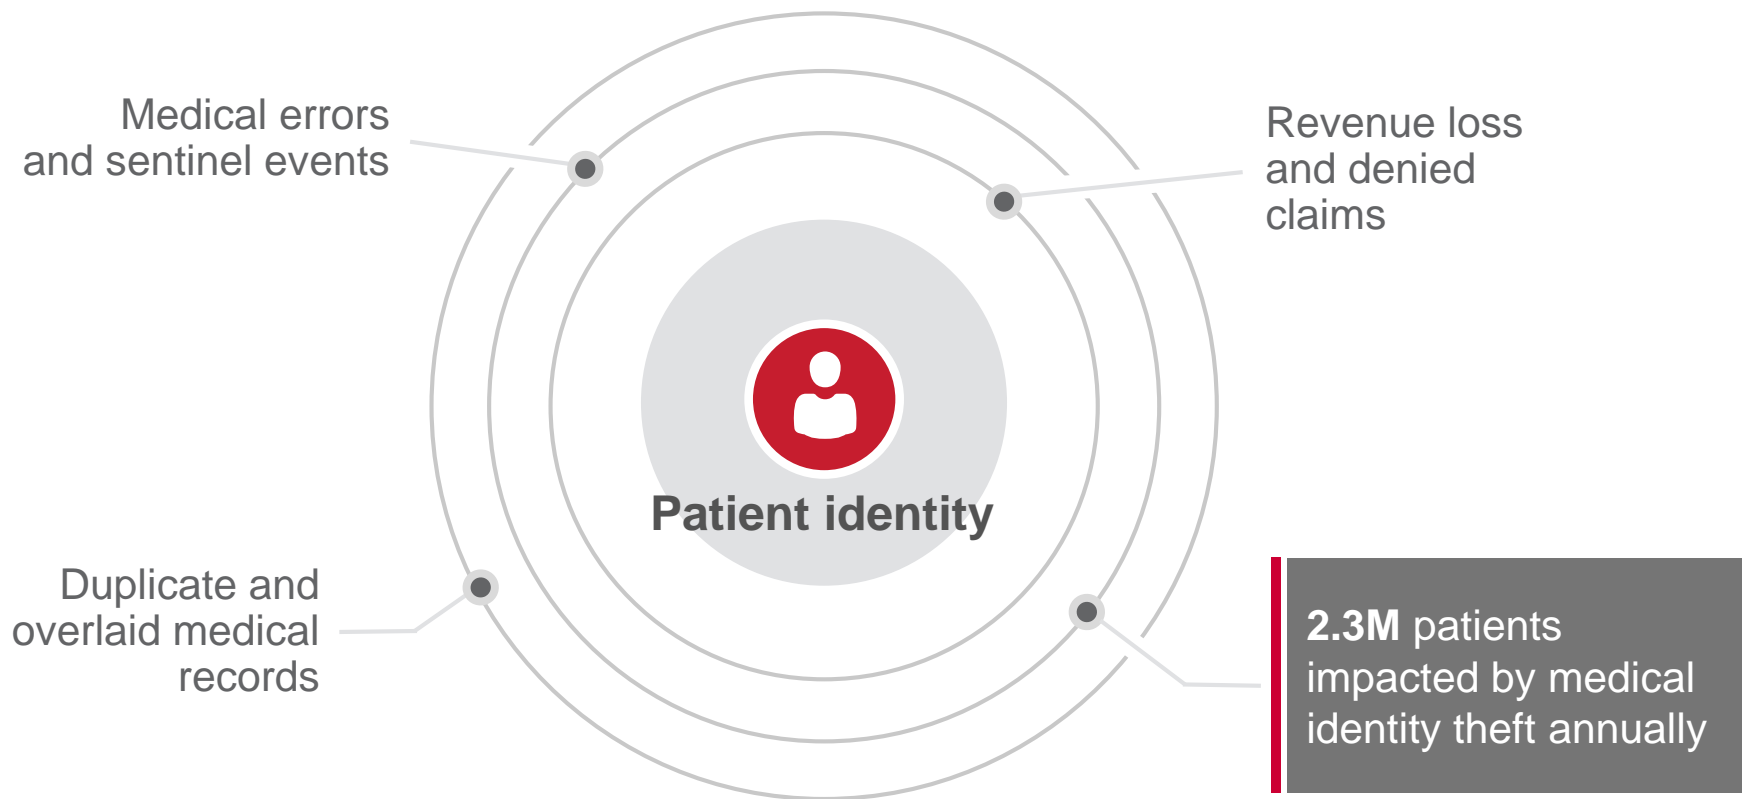 Medical errors
and sentinel events
Revenue loss
and denied
claims
Patient identity
Duplicate and
overlaid medical
records
2.3M patients
impacted by medical
identity theft annually